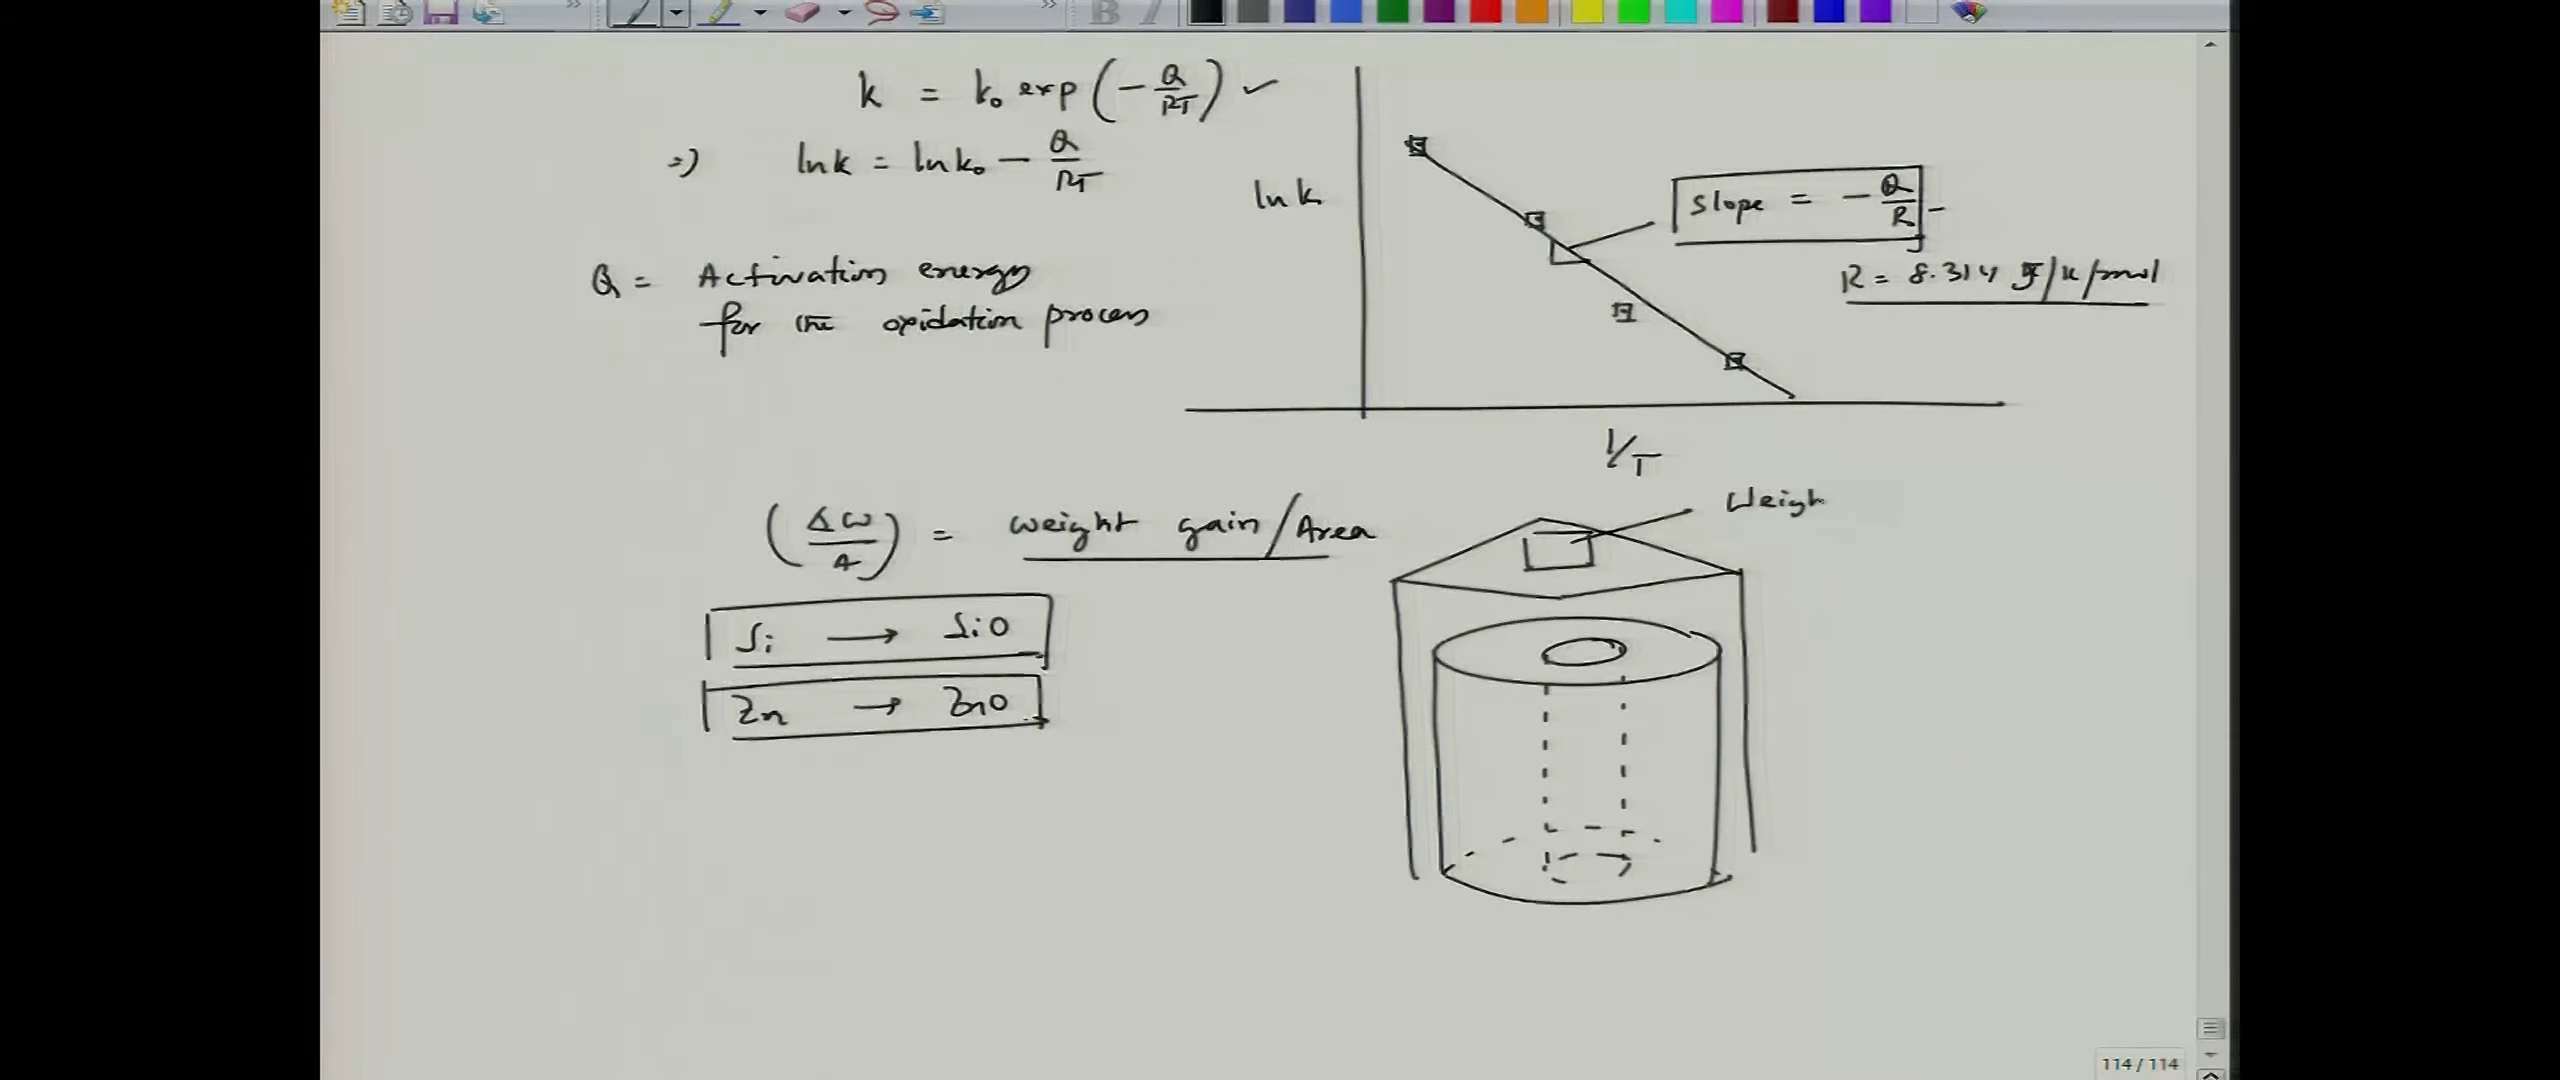 k = k₀ exp(-Q/RT) ✓
=> ln k = ln k₀ - Q/RT
Q = Activation energy
for the oxidation process
ln k
slope = -Q/R
R = 8.314 J/K/mol
1/T
(Δw/A) = weight gain/Area
Weigh
Si → SiO
Zn → ZnO
B I
114 / 114